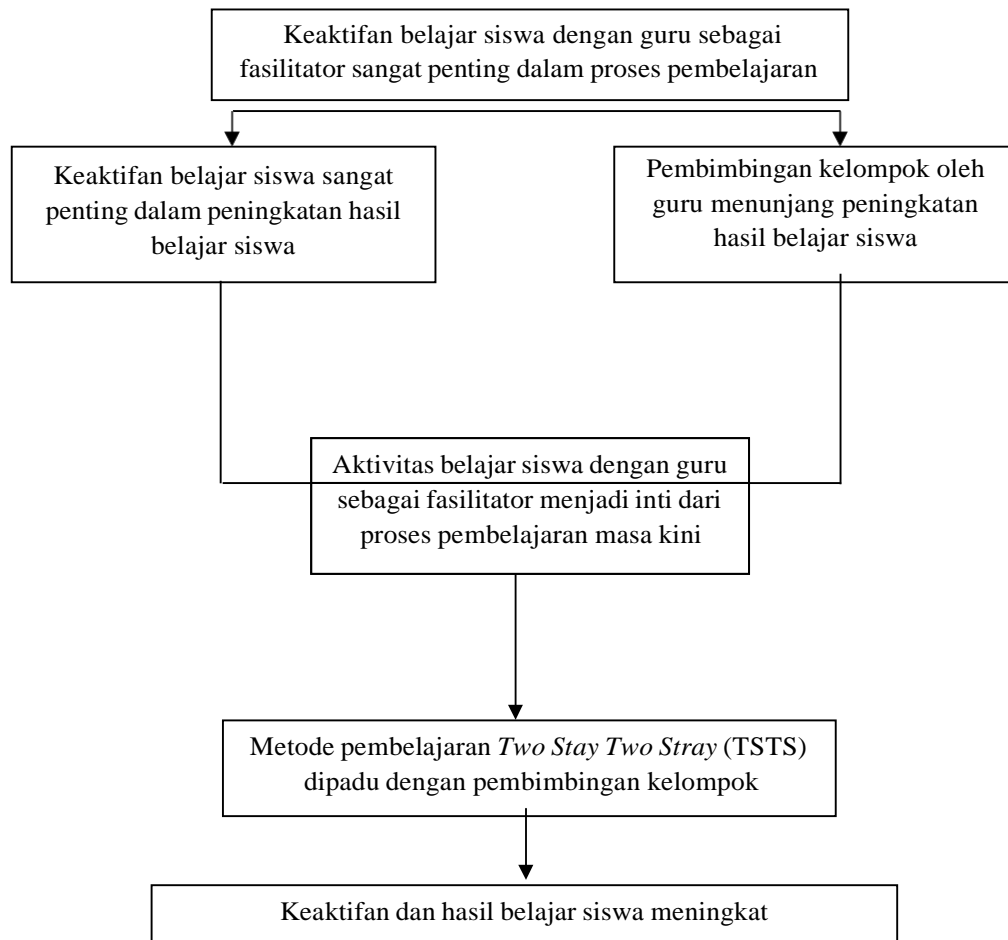 Keaktifan belajar siswa dengan guru sebagai
fasilitator sangat penting dalam proses pembelajaran
Keaktifan belajar siswa sangat
penting dalam peningkatan hasil
belajar siswa
Pembimbingan kelompok oleh
guru menunjang peningkatan
hasil belajar siswa
Aktivitas belajar siswa dengan guru
sebagai fasilitator menjadi inti dari
proses pembelajaran masa kini
Metode pembelajaran Two Stay Two Stray (TSTS)
dipadu dengan pembimbingan kelompok
Keaktifan dan hasil belajar siswa meningkat